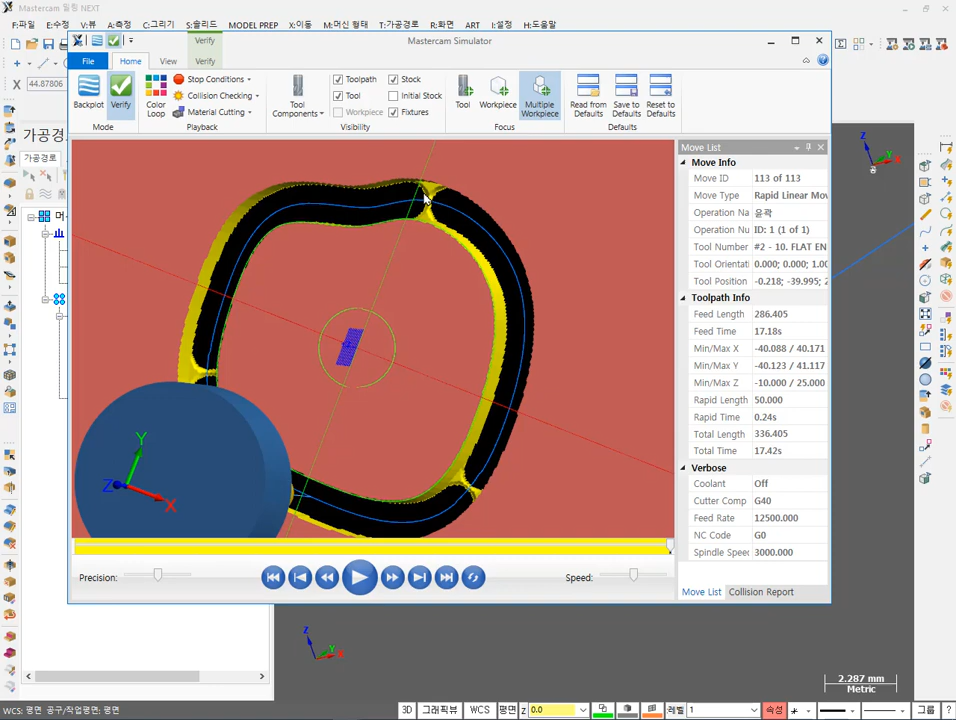 Mastercam 밀링 NEXT
F:파일 E:수정 V:뷰 A:측정 C:그리기 S:솔리드 MODEL PREP X:이동 M:머신 형태 T:가공경로 R:화면 ART I:설정 H:도움말
Verify
Mastercam Simulator
File Home View Verify
X 44.87806
Backplot
Verify
Mode
Color Loop
Stop Conditions
Collision Checking
Material Cutting
Playback
Tool Components
Toolpath
Tool
Workpiece
Stock
Initial Stock
Fixtures
Visibility
Tool
Workpiece
Multiple Workpiece
Focus
Read from Defaults
Save to Defaults
Reset to Defaults
Defaults
가공경로
Move List
Move Info
Move ID 113 of 113
Move Type Rapid Linear Mov
Operation Na 윤곽
Operation Nu ID: 1 (1 of 1)
Tool Number #2 - 10. FLAT EN
Tool Orientati 0.000; 0.000; 1.00
Tool Position -0.218; -39.995; 2
Toolpath Info
Feed Length 286.405
Feed Time 17.18s
Min/Max X -40.088 / 40.171
Min/Max Y -40.123 / 41.117
Min/Max Z -10.000 / 25.000
Rapid Length 50.000
Rapid Time 0.24s
Total Length 336.405
Total Time 17.42s
Verbose
Coolant Off
Cutter Comp G40
Feed Rate 12500.000
NC Code G0
Spindle Speed 3000.000
Y
Z
X
Precision:
Speed:
Move List Collision Report
Z
Y
X
2.287 mm
Metric
WCS: 평면 공구/작업평면: 평면
3D 그래픽뷰 WCS 평면 Z 0.0 레벨 1 속성 그룹 ?